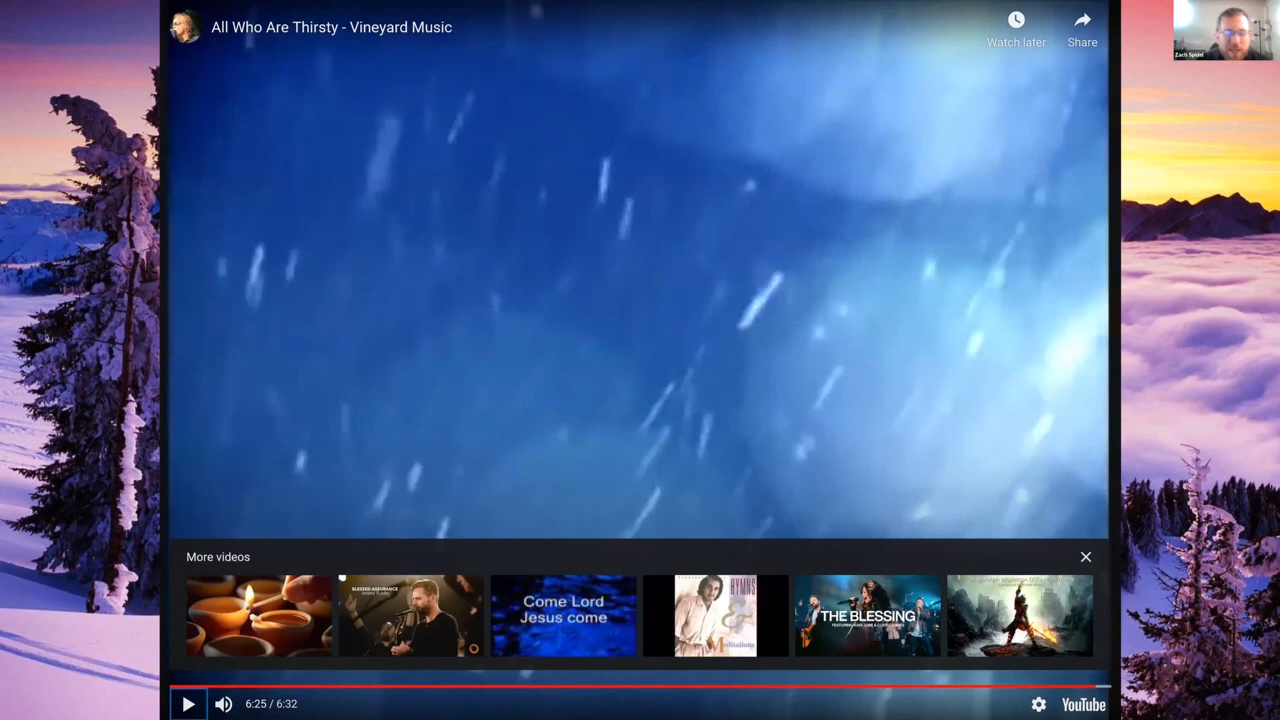 All Who Are Thirsty - Vineyard Music
Watch later
Share
Zach Spidel
More videos
BLESSED ASSURANCE
Come Lord
Jesus come
HYMNS
&
Meditations
THE BLESSING
6:25 / 6:32
YouTube